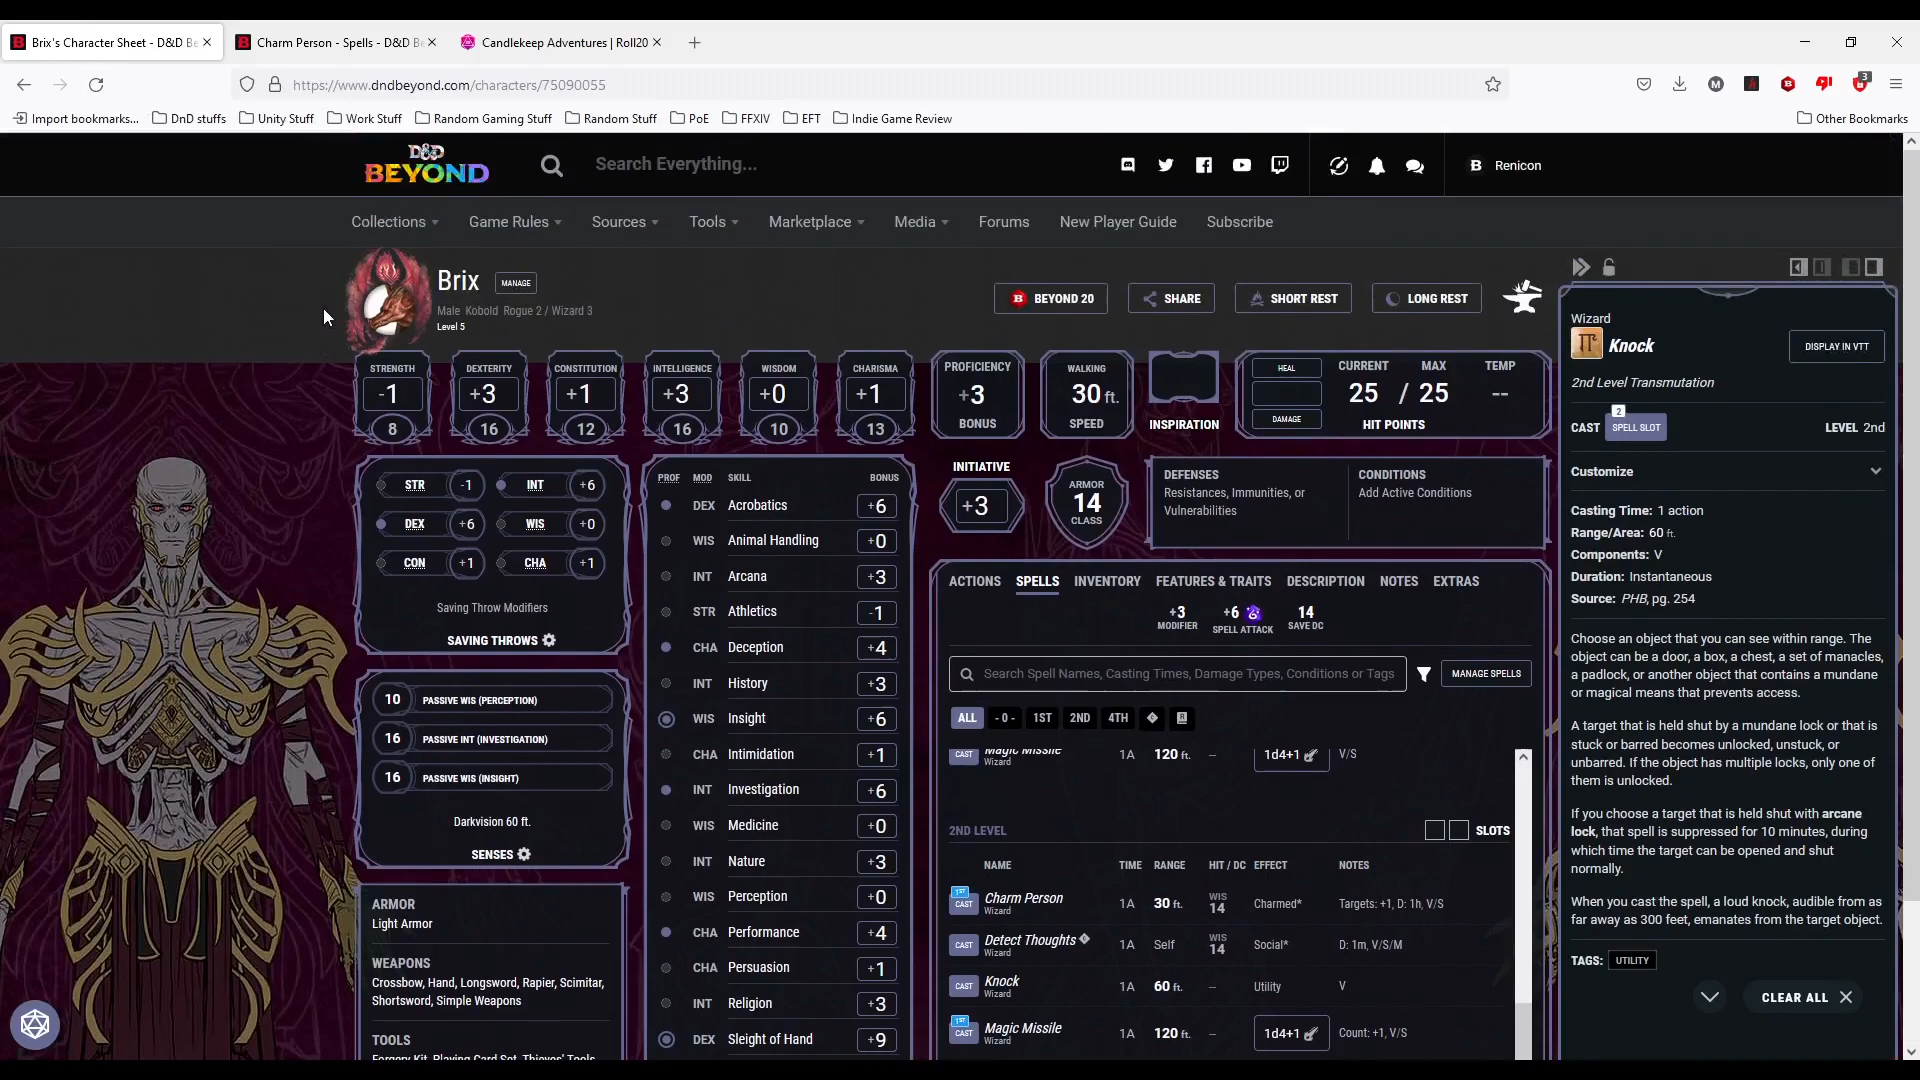 Brix's Character Sheet - D&D Be
Charm Person - Spells - D&D Be
Candlekeep Adventures | Roll20
https://www.dndbeyond.com/characters/75090055
M
3
Import bookmarks...
DnD stuffs
Unity Stuff
Work Stuff
Random Gaming Stuff
Random Stuff
PoE
FFXIV
EFT
Indie Game Review
Other Bookmarks
D&D
BEYOND
Search Everything...
Renicon
Collections
Game Rules
Sources
Tools
Marketplace
Media
Forums
New Player Guide
Subscribe
Brix
MANAGE
Male Kobold Rogue 2 / Wizard 3
Level 5
BEYOND 20
SHARE
SHORT REST
LONG REST
STRENGTH
-1
8
DEXTERITY
+3
16
CONSTITUTION
+1
12
INTELLIGENCE
+3
16
WISDOM
+0
10
CHARISMA
+1
13
PROFICIENCY
+3
BONUS
WALKING
30 ft.
SPEED
INSPIRATION
HEAL
DAMAGE
CURRENT
MAX
TEMP
25 / 25
--
HIT POINTS
STR -1
INT +6
DEX +6
WIS +0
CON +1
CHA +1
Saving Throw Modifiers
SAVING THROWS
10 PASSIVE WIS (PERCEPTION)
16 PASSIVE INT (INVESTIGATION)
16 PASSIVE WIS (INSIGHT)
Darkvision 60 ft.
SENSES
ARMOR
Light Armor
WEAPONS
Crossbow, Hand, Longsword, Rapier, Scimitar,
Shortsword, Simple Weapons
TOOLS
Forgery Kit, Playing Card Set, Thieves' Tools
PROF MOD SKILL BONUS
DEX Acrobatics +6
WIS Animal Handling +0
INT Arcana +3
STR Athletics -1
CHA Deception +4
INT History +3
WIS Insight +6
CHA Intimidation +1
INT Investigation +6
WIS Medicine +0
INT Nature +3
WIS Perception +0
CHA Performance +4
CHA Persuasion +1
INT Religion +3
DEX Sleight of Hand +9
INITIATIVE
+3
ARMOR
14
CLASS
DEFENSES
Resistances, Immunities, or
Vulnerabilities
CONDITIONS
Add Active Conditions
ACTIONS
SPELLS
INVENTORY
FEATURES & TRAITS
DESCRIPTION
NOTES
EXTRAS
+3
MODIFIER
+6
SPELL ATTACK
14
SAVE DC
Search Spell Names, Casting Times, Damage Types, Conditions or Tags
MANAGE SPELLS
ALL
- 0 -
1ST
2ND
4TH
CAST Magic Missile 1A 120 ft. -- 1d4+1 V/S
Wizard
2ND LEVEL
SLOTS
NAME TIME RANGE HIT / DC EFFECT NOTES
1ST CAST Charm Person 1A 30 ft. WIS 14 Charmed* Targets: +1, D: 1h, V/S
Wizard
CAST Detect Thoughts 1A Self WIS 14 Social* D: 1m, V/S/M
Wizard
CAST Knock 1A 60 ft. -- Utility V
Wizard
1ST CAST Magic Missile 1A 120 ft. -- 1d4+1 Count: +1, V/S
Wizard
Wizard
Knock
DISPLAY IN VTT
2nd Level Transmutation
CAST
2
SPELL SLOT
LEVEL 2nd
Customize
Casting Time: 1 action
Range/Area: 60 ft.
Components: V
Duration: Instantaneous
Source: PHB, pg. 254
Choose an object that you can see within range. The
object can be a door, a box, a chest, a set of manacles,
a padlock, or another object that contains a mundane
or magical means that prevents access.
A target that is held shut by a mundane lock or that is
stuck or barred becomes unlocked, unstuck, or
unbarred. If the object has multiple locks, only one of
them is unlocked.
If you choose a target that is held shut with arcane
lock, that spell is suppressed for 10 minutes, during
which time the target can be opened and shut
normally.
When you cast the spell, a loud knock, audible from as
far away as 300 feet, emanates from the target object.
TAGS: UTILITY
CLEAR ALL